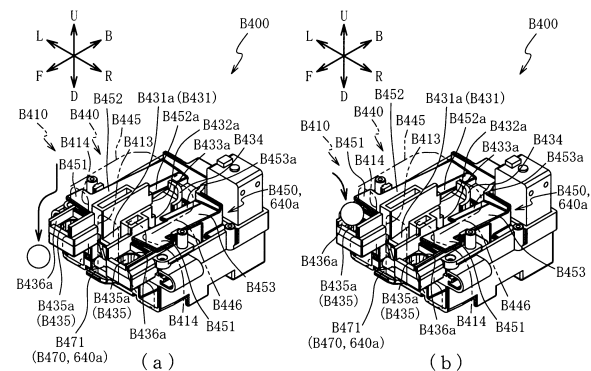 U
L B
F R
D
B400
B452
B431a(B431)
B440
B452a
B410
B445
B432a
B413
B433a
B434
B414
B451
B453a
B450,
640a
B436a
B435a
(B435)
B435a
(B435)
B436a
B446
B453
B414
B451
B471
(B470, 640a)
(a)
U
L B
F R
D
B400
B452
B431a(B431)
B440
B452a
B410
B445
B432a
B413
B434
B433a
B451
B414
B453a
B450,
640a
B436a
B453
B435a
(B435)
B435a
(B435)
B446
B436a
B414
B451
B471
(B470, 640a)
(b)